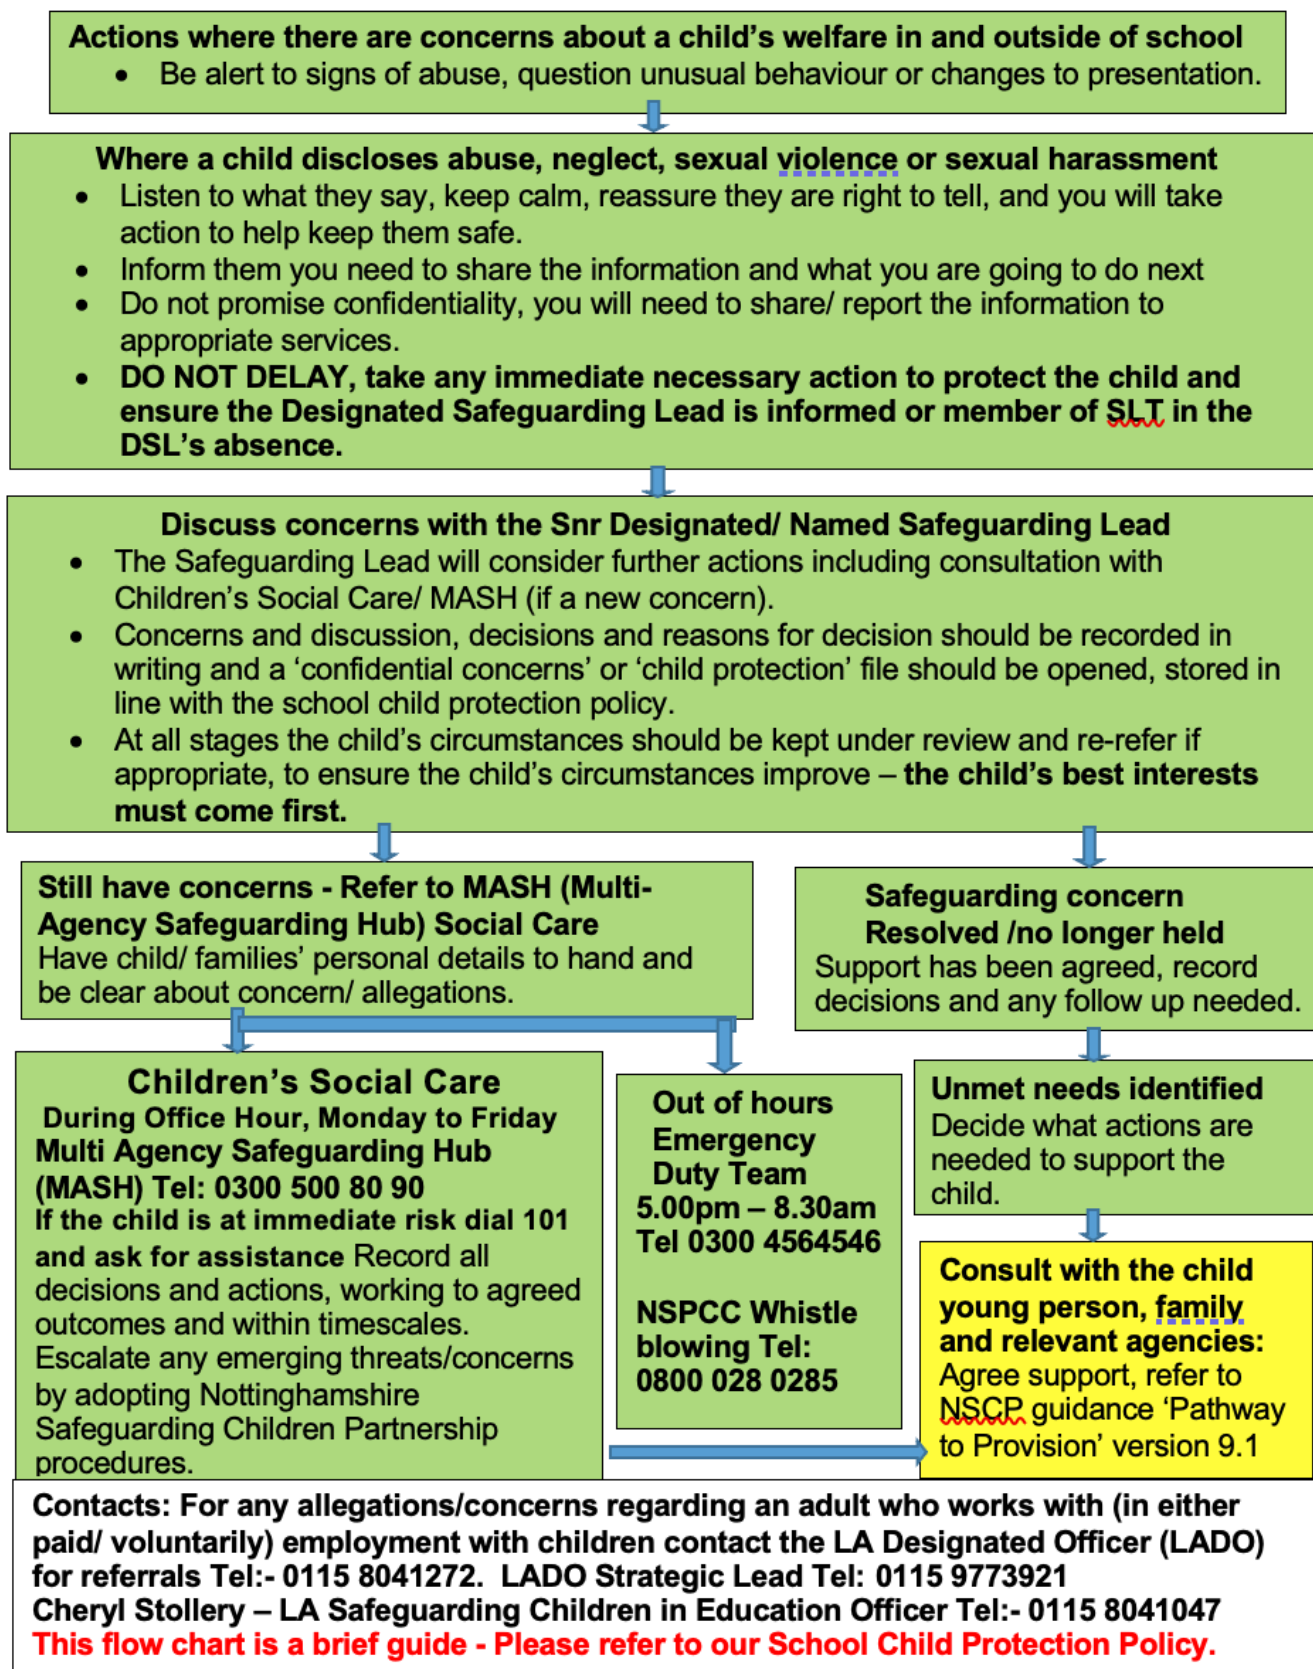 Actions where there are concerns about a child's welfare in and outside of school
• Be alert to signs of abuse, question unusual behaviour or changes to presentation.
Where a child discloses abuse, neglect, sexual violence or sexual harassment
• Listen to what they say, keep calm, reassure they are right to tell, and you will take
action to help keep them safe.
• Inform them you need to share the information and what you are going to do next
• Do not promise confidentiality, you will need to share/ report the information to
appropriate services.
• DO NOT DELAY, take any immediate necessary action to protect the child and
ensure the Designated Safeguarding Lead is informed or member of SLT in the
DSL's absence.
Discuss concerns with the Snr Designated/ Named Safeguarding Lead
• The Safeguarding Lead will consider further actions including consultation with
Children's Social Care/ MASH (if a new concern).
• Concerns and discussion, decisions and reasons for decision should be recorded in
writing and a 'confidential concerns' or 'child protection' file should be opened, stored in
line with the school child protection policy.
• At all stages the child's circumstances should be kept under review and re-refer if
appropriate, to ensure the child's circumstances improve – the child's best interests
must come first.
Still have concerns - Refer to MASH (Multi-
Agency Safeguarding Hub) Social Care
Have child/ families' personal details to hand and
be clear about concern/ allegations.
Safeguarding concern
Resolved /no longer held
Support has been agreed, record
decisions and any follow up needed.
Children's Social Care
During Office Hour, Monday to Friday
Multi Agency Safeguarding Hub
(MASH) Tel: 0300 500 80 90
If the child is at immediate risk dial 101
and ask for assistance Record all
decisions and actions, working to agreed
outcomes and within timescales.
Escalate any emerging threats/concerns
by adopting Nottinghamshire
Safeguarding Children Partnership
procedures.
Out of hours
Emergency
Duty Team
5.00pm – 8.30am
Tel 0300 4564546
NSPCC Whistle
blowing Tel:
0800 028 0285
Unmet needs identified
Decide what actions are
needed to support the
child.
Consult with the child
young person, family
and relevant agencies:
Agree support, refer to
NSCP guidance 'Pathway
to Provision' version 9.1
Contacts: For any allegations/concerns regarding an adult who works with (in either
paid/ voluntarily) employment with children contact the LA Designated Officer (LADO)
for referrals Tel:- 0115 8041272. LADO Strategic Lead Tel: 0115 9773921
Cheryl Stollery – LA Safeguarding Children in Education Officer Tel:- 0115 8041047
This flow chart is a brief guide - Please refer to our School Child Protection Policy.